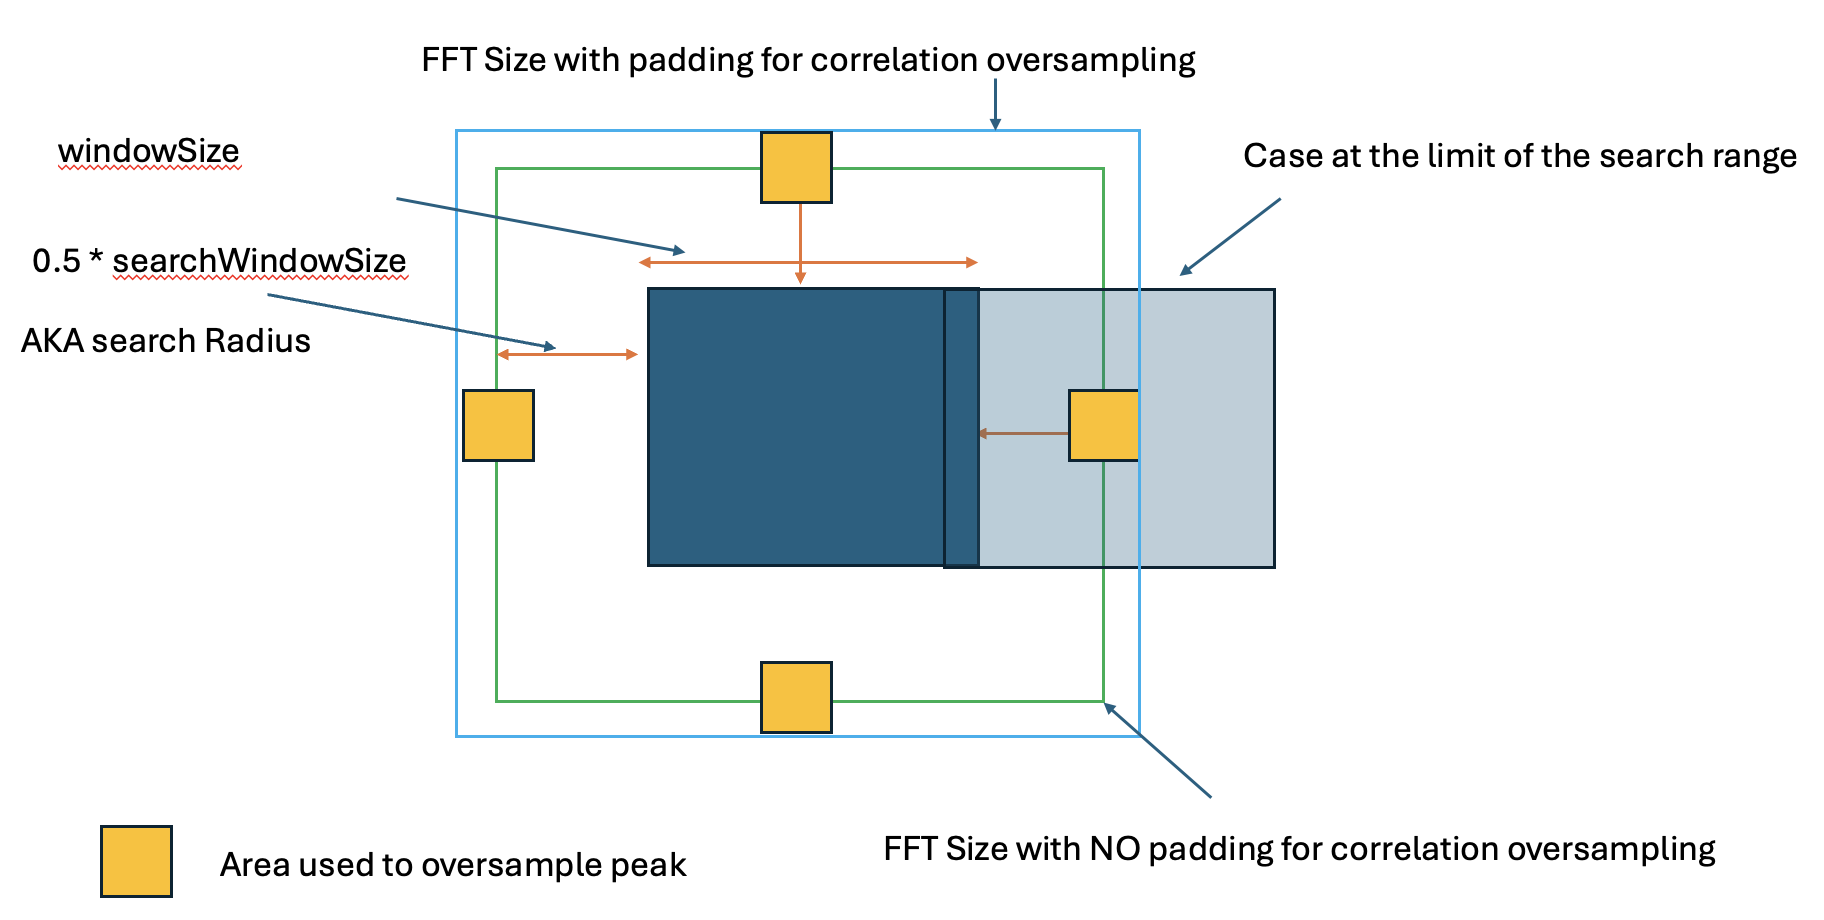 FFT Size with padding for correlation oversampling
windowSize
Case at the limit of the search range
0.5 * searchWindowSize
AKA search Radius
FFT Size with NO padding for correlation oversampling
Area used to oversample peak